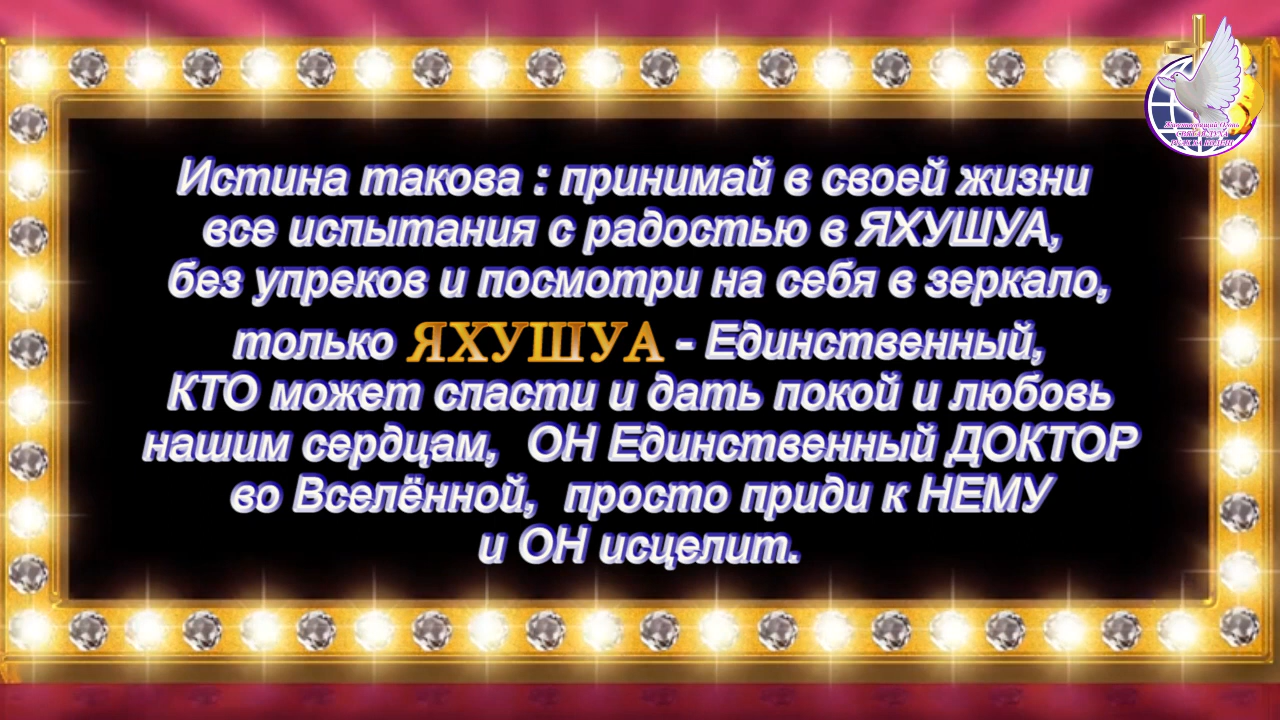 Истина такова : принимай в своей жизни
все испытания с радостью в ЯХУШУА,
без упреков и посмотри на себя в зеркало,
только ЯХУШУА - Единственный,
КТО может спасти и дать покой и любовь
нашим сердцам, ОН Единственный ДОКТОР
во Вселённой, просто приди к НЕМУ
и ОН исцелит.